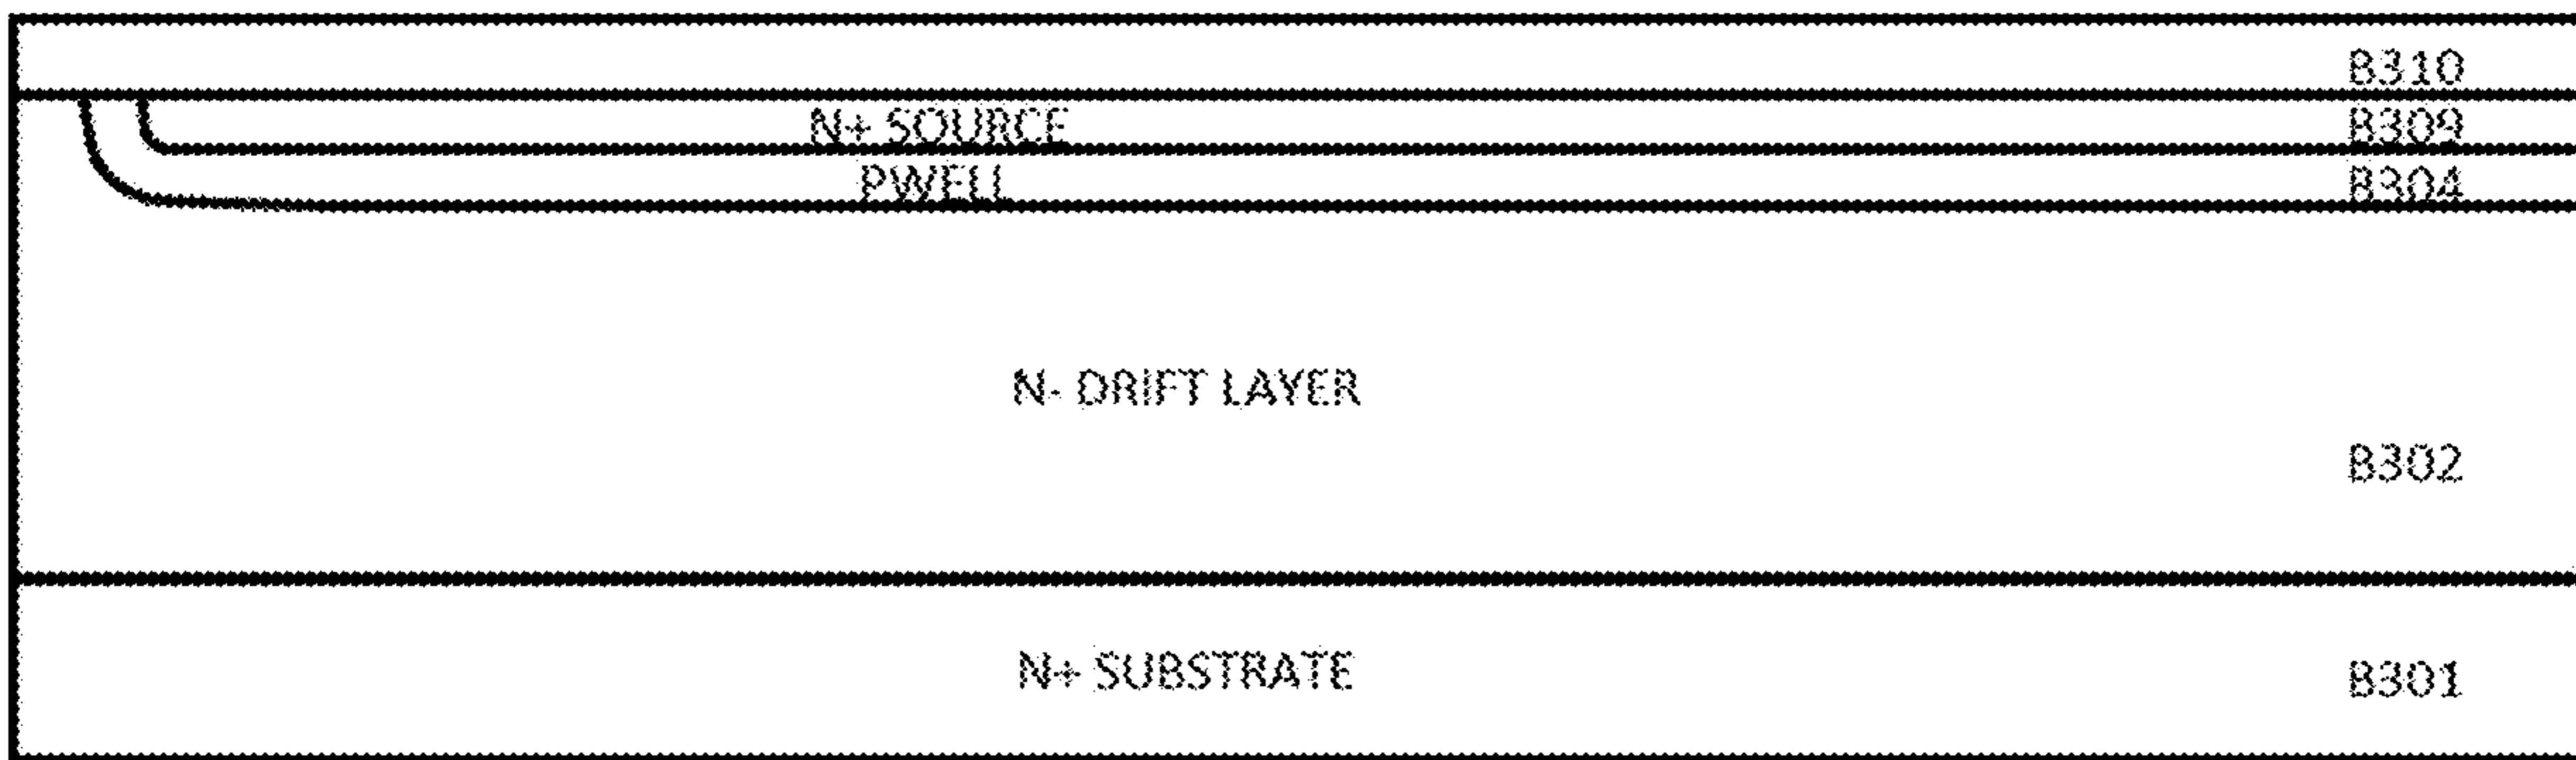 B310
N+ SOURCE B309
PWELL B304
N- DRIFT LAYER
B302
N+ SUBSTRATE B301